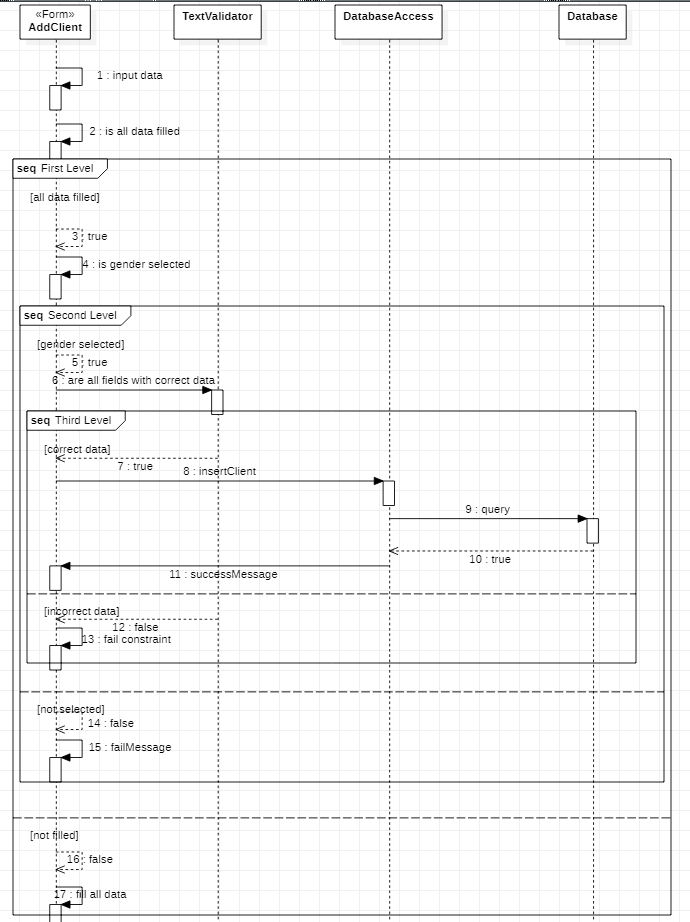 «Form»
AddClient
TextValidator
DatabaseAccess
Database
1 : input data
2 : is all data filled
seq First Level
[all data filled]
3 : true
4 : is gender selected
seq Second Level
[gender selected]
5 : true
6 : are all fields with correct data
seq Third Level
[correct data]
7 : true
8 : insertClient
9 : query
10 : true
11 : successMessage
[incorrect data]
12 : false
13 : fail constraint
[not selected]
14 : false
15 : failMessage
[not filled]
16 : false
17 : fill all data